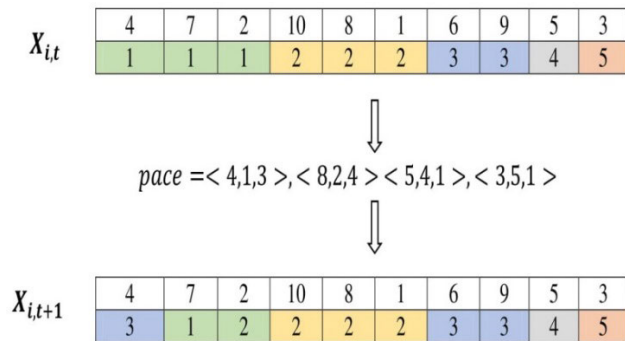 4 7 2 10 8 1 6 9 5 3
X_{i,t}
1 1 1 2 2 2 3 3 4 5
pace =< 4,1,3 >,< 8,2,4 >< 5,4,1 >,< 3,5,1 >
4 7 2 10 8 1 6 9 5 3
X_{i,t+1}
3 1 2 2 2 2 3 3 4 5